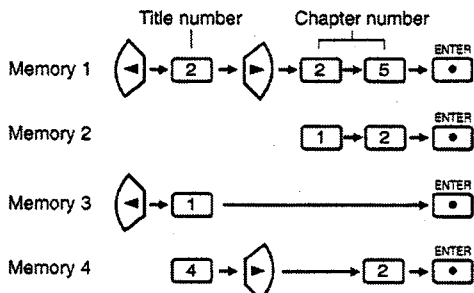 Title number Chapter number
ENTER
Memory 1 2 2 5
ENTER
Memory 2 1 2
ENTER
Memory 3 1
ENTER
Memory 4 4 2